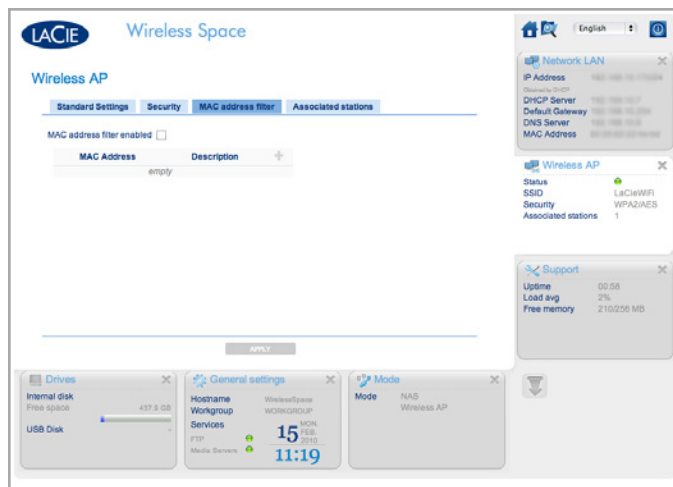 LACIE
Wireless Space
English
Wireless AP
Standard Settings Security MAC address filter Associated stations
MAC address filter enabled
MAC Address Description
empty
APPLY
Network LAN
IP Address
Obtained by DHCP
DHCP Server
Default Gateway
DNS Server
MAC Address
Wireless AP
Status
SSID LaCieWiFi
Security WPA2/AES
Associated stations 1
Support
Uptime 00:58
Load avg 2%
Free memory 210/256 MB
Drives
Internal disk
Free space 437.9 GB
USB Disk -
General settings
Hostname WirelessSpace
Workgroup WORKGROUP
Services
FTP
Media Servers
15 MON. FEB. 2010
11:19
Mode
Mode NAS
Wireless AP